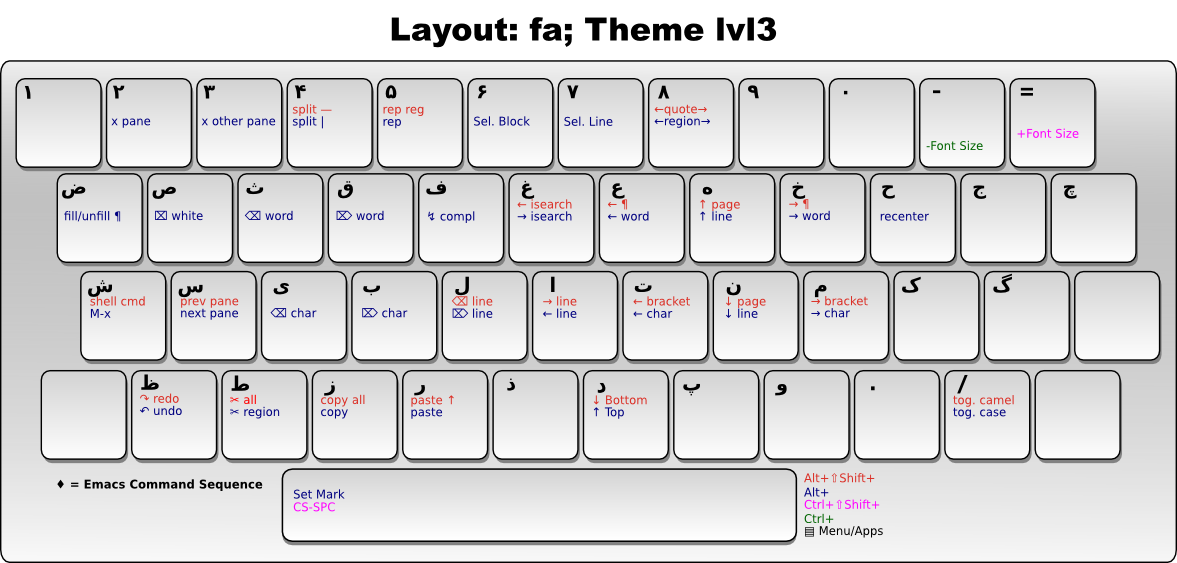 Layout: fa; Theme lvl3
۱
۲
x pane
۳
x other pane
۴
split —
split |
۵
rep reg
rep
۶
Sel. Block
۷
Sel. Line
۸
←quote→
←region→
۹
۰
-
-Font Size
=
+Font Size
ض
fill/unfill ¶
ص
⌧ white
ث
⌫ word
ق
⌦ word
ف
↯ compl
غ
← isearch
→ isearch
ع
← ¶
← word
ه
↑ page
↑ line
خ
→ ¶
→ word
ح
recenter
ج
چ
ش
shell cmd
M-x
س
prev pane
next pane
ی
⌫ char
ب
⌦ char
ل
⌫ line
⌦ line
ا
→ line
← line
ت
← bracket
← char
ن
↓ page
↓ line
م
→ bracket
→ char
ک
گ
ظ
↷ redo
↶ undo
ط
✂ all
✂ region
ز
copy all
copy
ر
paste ↑
paste
ذ
د
↓ Bottom
↑ Top
پ
و
.
/
tog. camel
tog. case
♦ = Emacs Command Sequence
Set Mark
CS-SPC
Alt+⇧Shift+
Alt+
Ctrl+⇧Shift+
Ctrl+
▤ Menu/Apps